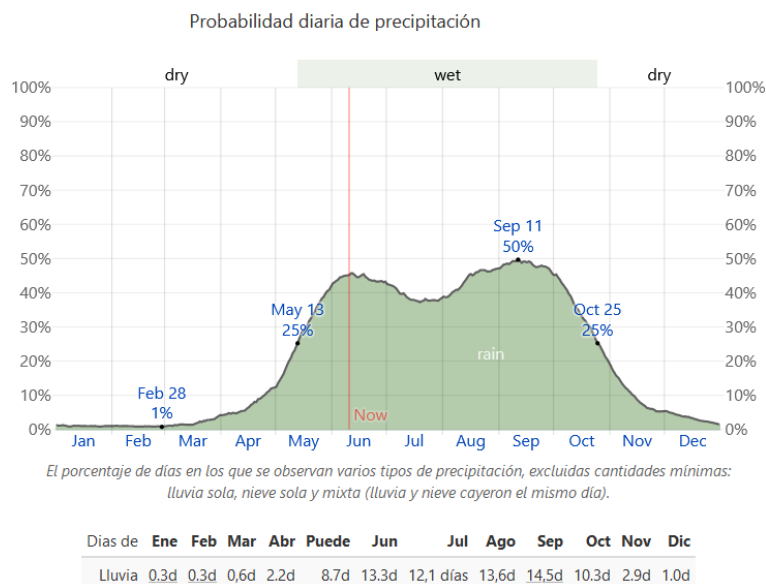 Probabilidad diaria de precipitación
dry wet dry
100% 100%
90% 90%
80% 80%
70% 70%
60% 60%
Sep 11
50% 50% 50%
40% 40%
May 13 Oct 25
30% 25% 25% 30%
rain
20% 20%
Feb 28
10% 1% 10%
Now
0% 0%
Jan Feb Mar Apr May Jun Jul Aug Sep Oct Nov Dec
El porcentaje de días en los que se observan varios tipos de precipitación, excluidas cantidades mínimas:
lluvia sola, nieve sola y mixta (lluvia y nieve cayeron el mismo día).
Dias de Ene Feb Mar Abr Puede Jun Jul Ago Sep Oct Nov Dic
Lluvia 0.3d 0.3d 0,6d 2.2d 8.7d 13.3d 12,1 días 13,6d 14,5d 10.3d 2.9d 1.0d